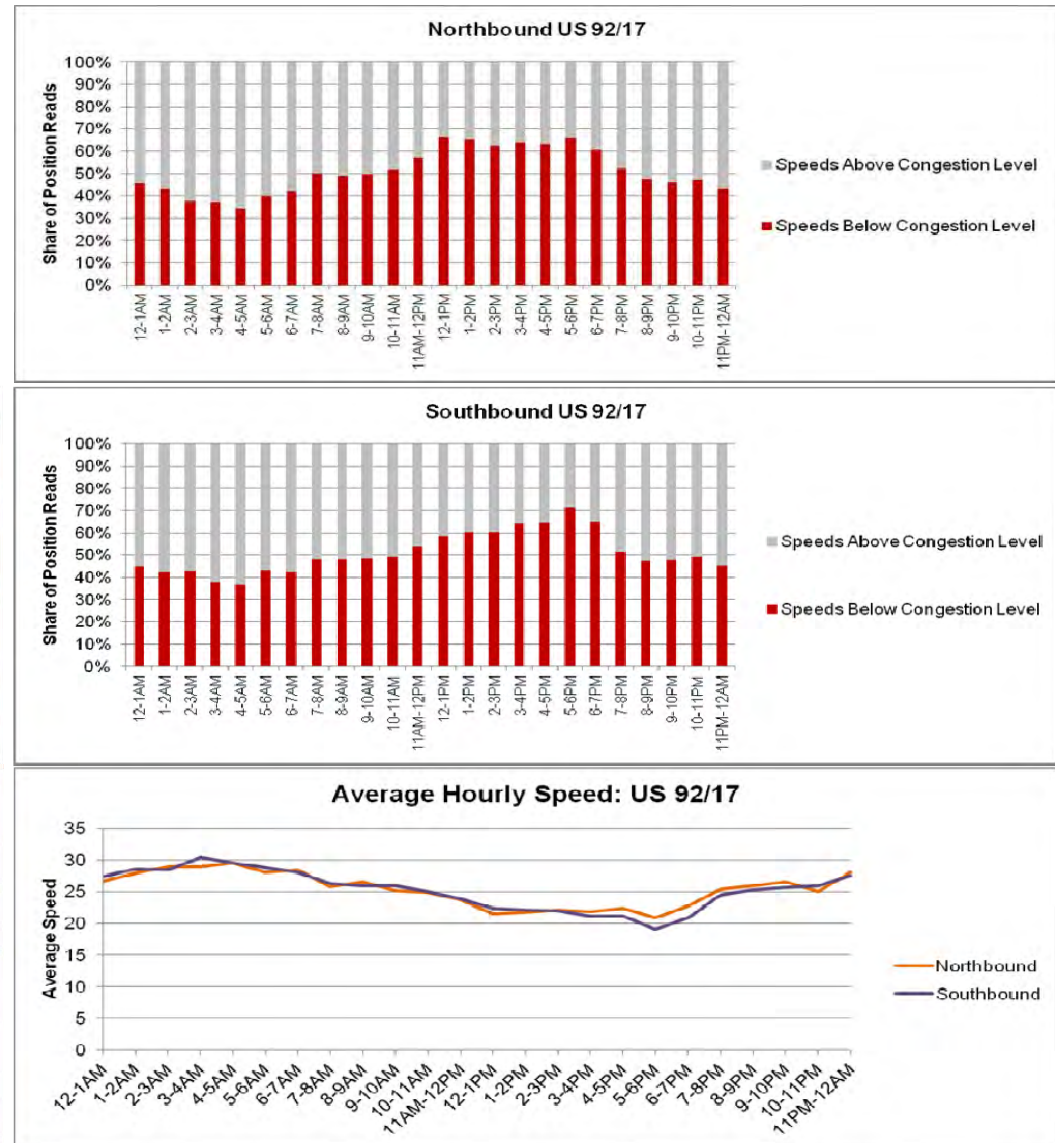 Northbound US 92/17
100%
90%
80%
70%
60%
50%
40%
30%
20%
10%
0%
Share of Position Reads
12-1AM
1-2AM
2-3AM
3-4AM
4-5AM
5-6AM
6-7AM
7-8AM
8-9AM
9-10AM
10-11AM
11AM-12PM
12-1PM
1-2PM
2-3PM
3-4PM
4-5PM
5-6PM
6-7PM
7-8PM
8-9PM
9-10PM
10-11PM
11PM-12AM
Speeds Above Congestion Level
Speeds Below Congestion Level
Southbound US 92/17
100%
90%
80%
70%
60%
50%
40%
30%
20%
10%
0%
Share of Position Reads
12-1AM
1-2AM
2-3AM
3-4AM
4-5AM
5-6AM
6-7AM
7-8AM
8-9AM
9-10AM
10-11AM
11AM-12PM
12-1PM
1-2PM
2-3PM
3-4PM
4-5PM
5-6PM
6-7PM
7-8PM
8-9PM
9-10PM
10-11PM
11PM-12AM
Speeds Above Congestion Level
Speeds Below Congestion Level
Average Hourly Speed: US 92/17
35
30
25
20
15
10
5
0
Average Speed
12-1AM
1-2AM
2-3AM
3-4AM
4-5AM
5-6AM
6-7AM
7-8AM
8-9AM
9-10AM
10-11AM
11AM-12PM
12-1PM
1-2PM
2-3PM
3-4PM
4-5PM
5-6PM
6-7PM
7-8PM
8-9PM
9-10PM
10-11PM
11PM-12AM
Northbound
Southbound